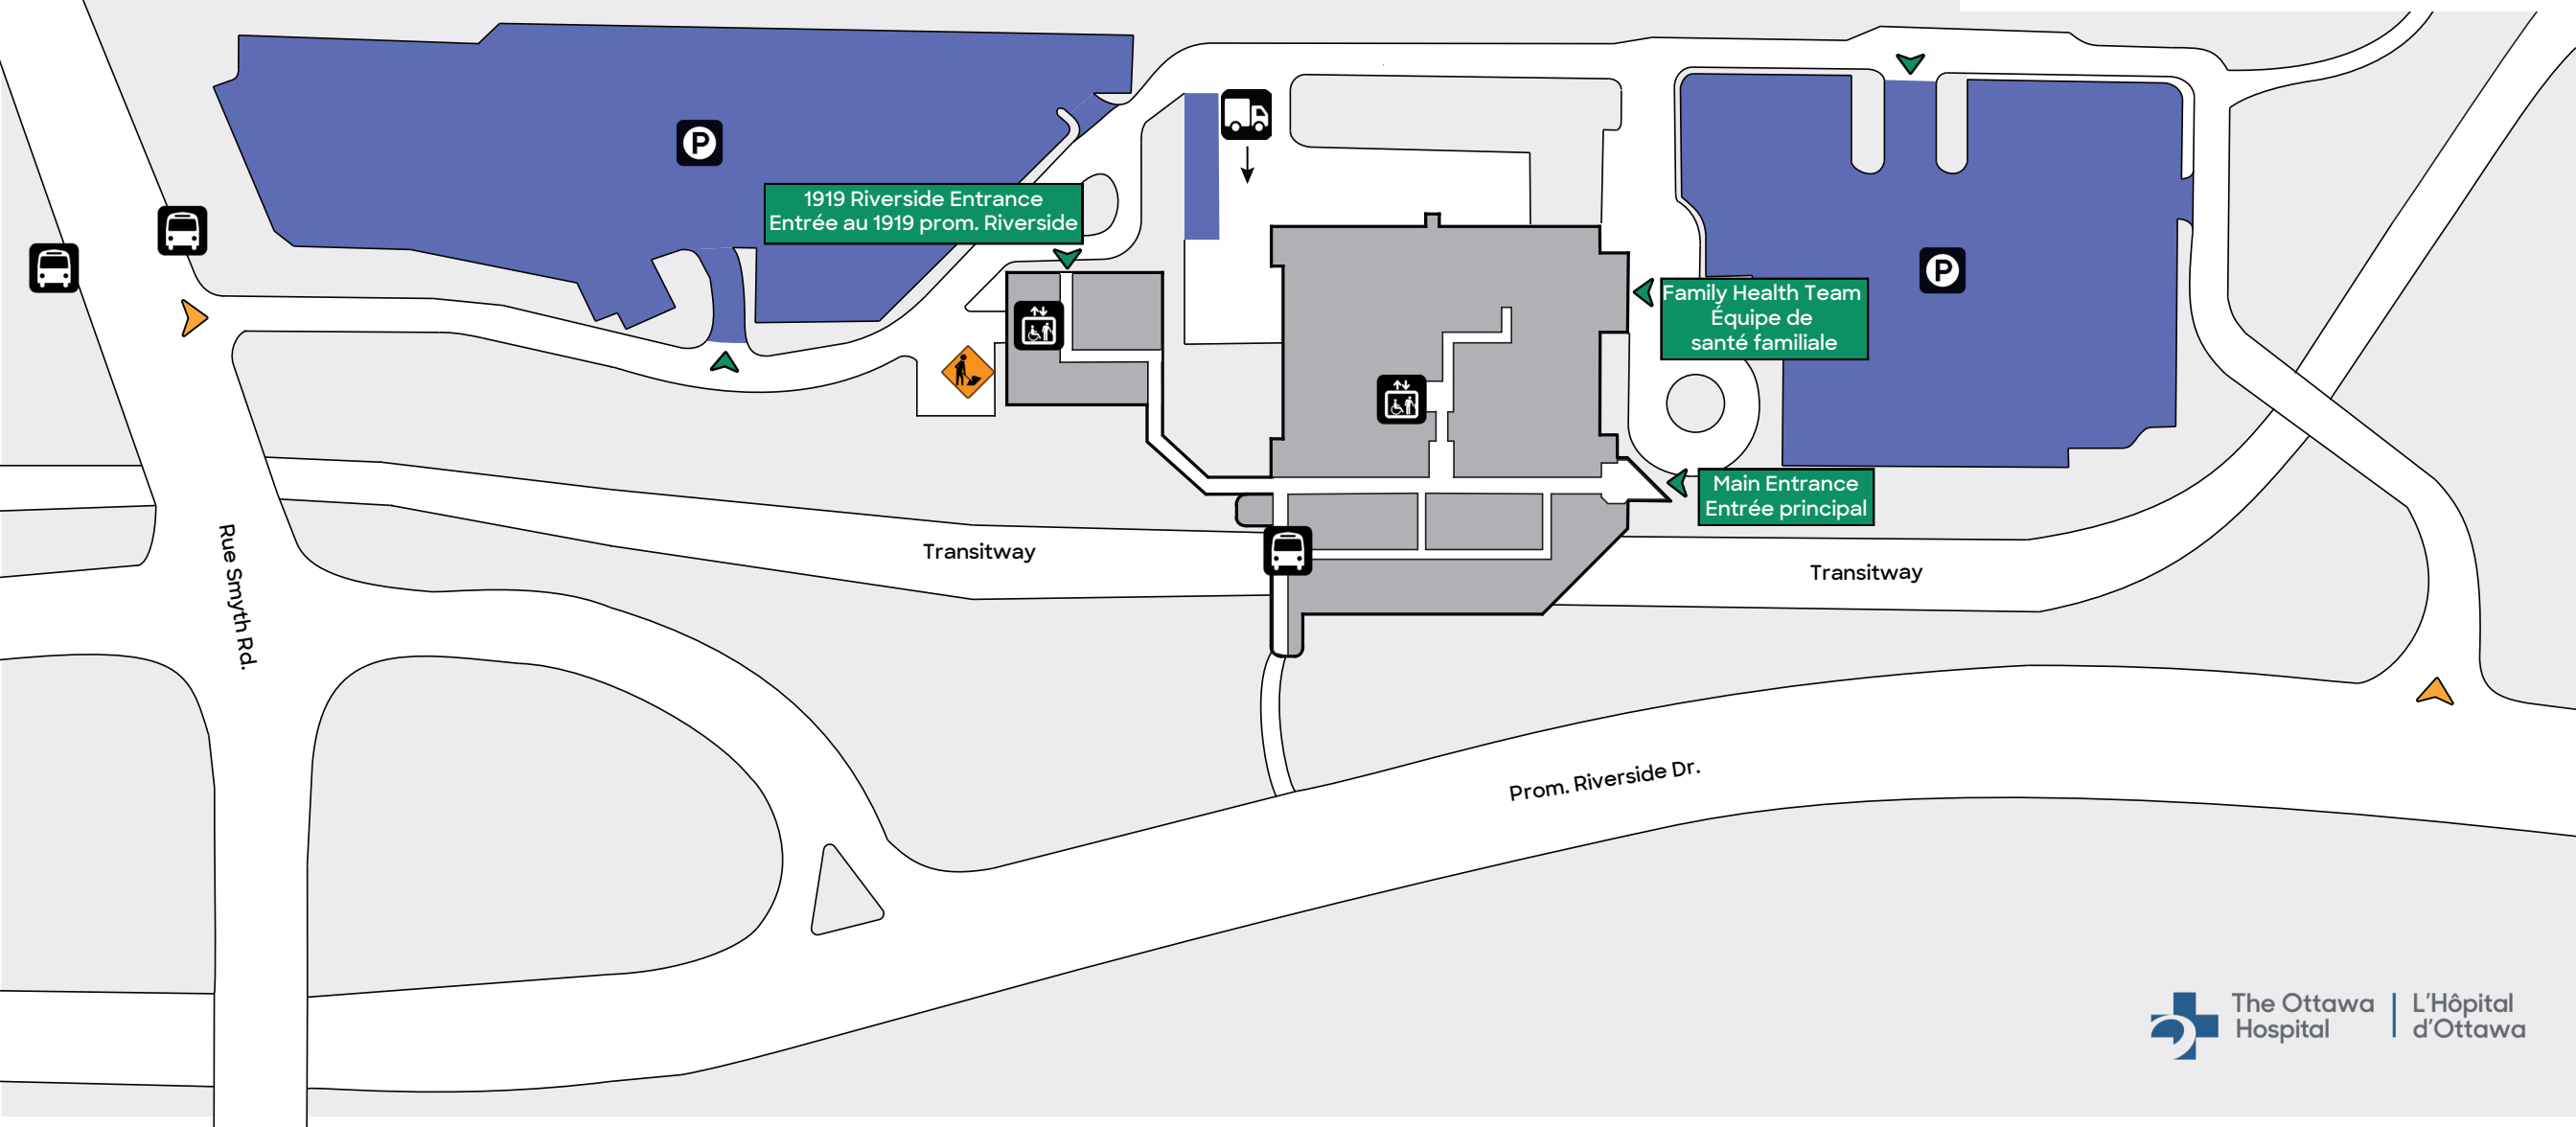 P
1919 Riverside Entrance
Entrée au 1919 prom. Riverside
P
Family Health Team
Équipe de
santé familiale
Main Entrance
Entrée principal
Rue Smyth Rd.
Transitway
Transitway
Prom. Riverside Dr.
The Ottawa
Hospital
L'Hôpital
d'Ottawa